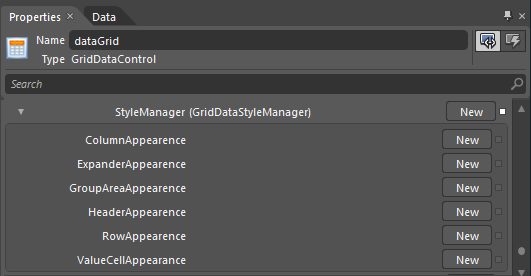 Properties × Data
Name dataGrid
Type GridDataControl
Search
StyleManager (GridDataStyleManager) New
ColumnAppearence New
ExpanderAppearence New
GroupAreaAppearence New
HeaderAppearence New
RowAppearence New
ValueCellAppearance New